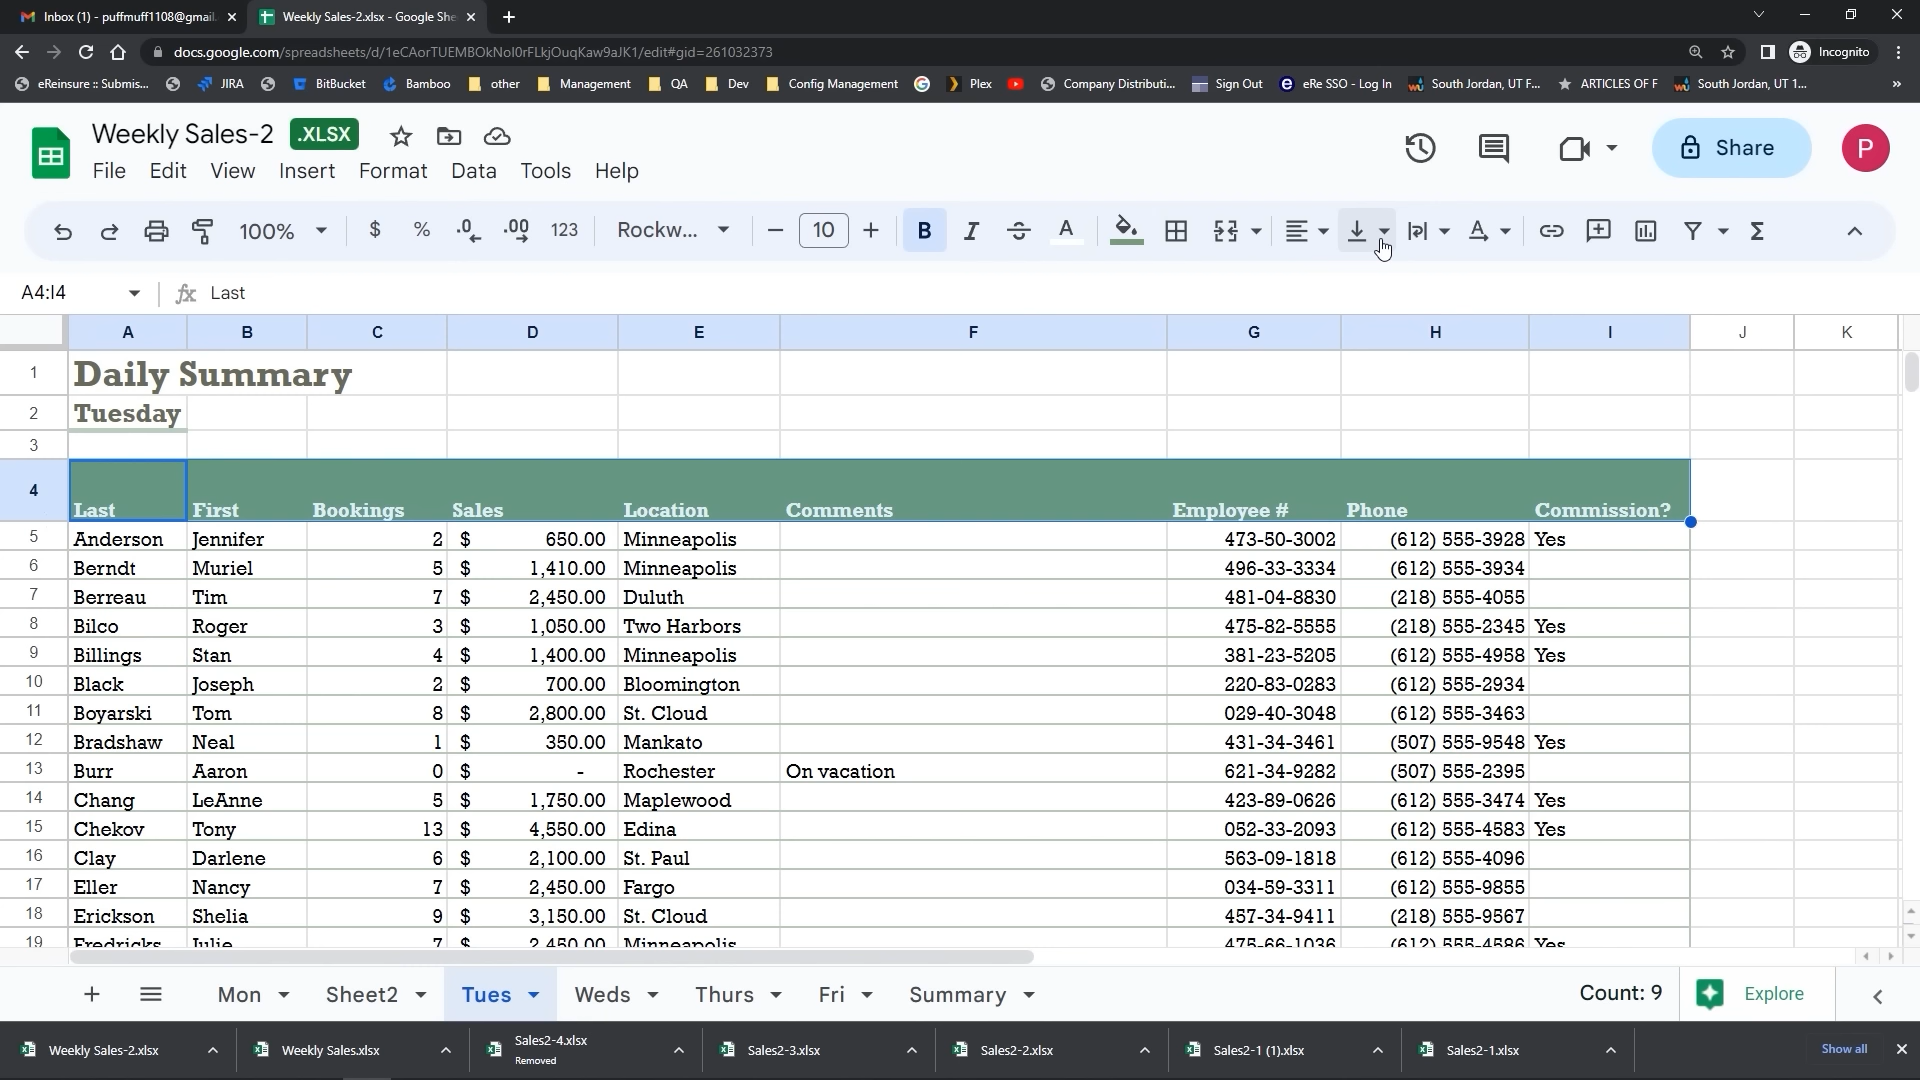 Inbox (1) - puffmuff1108@gmail.
Weekly Sales-2.xlsx - Google She
docs.google.com/spreadsheets/d/1eCAorTUEMBOkNol0rFLkjOuqKaw9aJK1/edit#gid=261032373
Incognito
eReinsure :: Submis... JIRA BitBucket Bamboo other Management QA Dev Config Management Plex Company Distributi... Sign Out eRe SSO - Log In South Jordan, UT F... ARTICLES OF F South Jordan, UT 1... »
Weekly Sales-2 .XLSX
Share P
File Edit View Insert Format Data Tools Help
100% $ % .0 .00 123 Rockw... 10 B I S A Σ
A4:I4 fx Last
A B C D E F G H I J K
1 Daily Summary
2 Tuesday
3
4 Last First Bookings Sales Location Comments Employee # Phone Commission?
5 Anderson Jennifer 2 $ 650.00 Minneapolis 473-50-3002 (612) 555-3928 Yes
6 Berndt Muriel 5 $ 1,410.00 Minneapolis 496-33-3334 (612) 555-3934
7 Berreau Tim 7 $ 2,450.00 Duluth 481-04-8830 (218) 555-4055
8 Bilco Roger 3 $ 1,050.00 Two Harbors 475-82-5555 (218) 555-2345 Yes
9 Billings Stan 4 $ 1,400.00 Minneapolis 381-23-5205 (612) 555-4958 Yes
10 Black Joseph 2 $ 700.00 Bloomington 220-83-0283 (612) 555-2934
11 Boyarski Tom 8 $ 2,800.00 St. Cloud 029-40-3048 (612) 555-3463
12 Bradshaw Neal 1 $ 350.00 Mankato 431-34-3461 (507) 555-9548 Yes
13 Burr Aaron 0 $ - Rochester On vacation 621-34-9282 (507) 555-2395
14 Chang LeAnne 5 $ 1,750.00 Maplewood 423-89-0626 (612) 555-3474 Yes
15 Chekov Tony 13 $ 4,550.00 Edina 052-33-2093 (612) 555-4583 Yes
16 Clay Darlene 6 $ 2,100.00 St. Paul 563-09-1818 (612) 555-4096
17 Eller Nancy 7 $ 2,450.00 Fargo 034-59-3311 (612) 555-9855
18 Erickson Shelia 9 $ 3,150.00 St. Cloud 457-34-9411 (218) 555-9567
19 Fredricks Julie 7 $ 2,450.00 Minneapolis 475-66-1036 (612) 555-4586 Yes
Mon Sheet2 Tues Weds Thurs Fri Summary Count: 9 Explore
Weekly Sales-2.xlsx Weekly Sales.xlsx Sales2-4.xlsx Removed Sales2-3.xlsx Sales2-2.xlsx Sales2-1 (1).xlsx Sales2-1.xlsx Show all